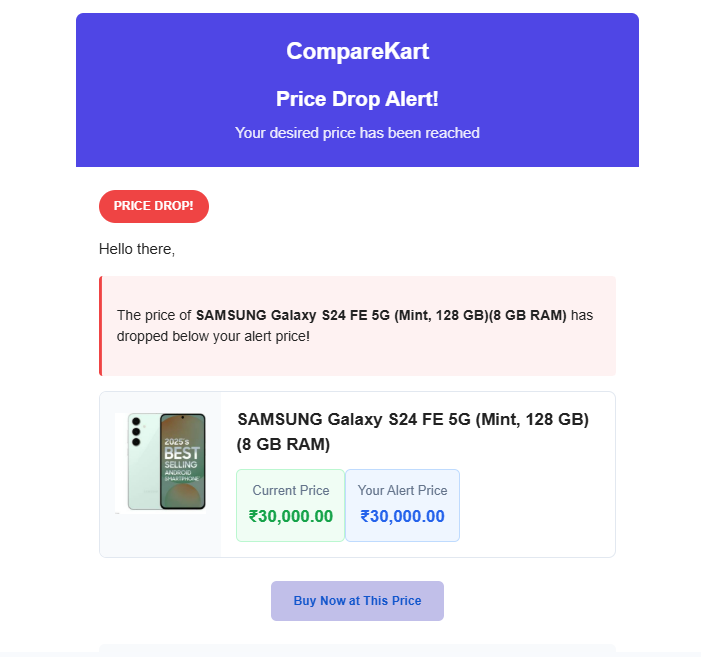 CompareKart
Price Drop Alert!
Your desired price has been reached
PRICE DROP!
Hello there,
The price of SAMSUNG Galaxy S24 FE 5G (Mint, 128 GB)(8 GB RAM) has
dropped below your alert price!
2025's
BEST
SELLING
ANDROID
SMARTPHONE
SAMSUNG Galaxy S24 FE 5G (Mint, 128 GB)
(8 GB RAM)
Current Price
₹30,000.00
Your Alert Price
₹30,000.00
Buy Now at This Price